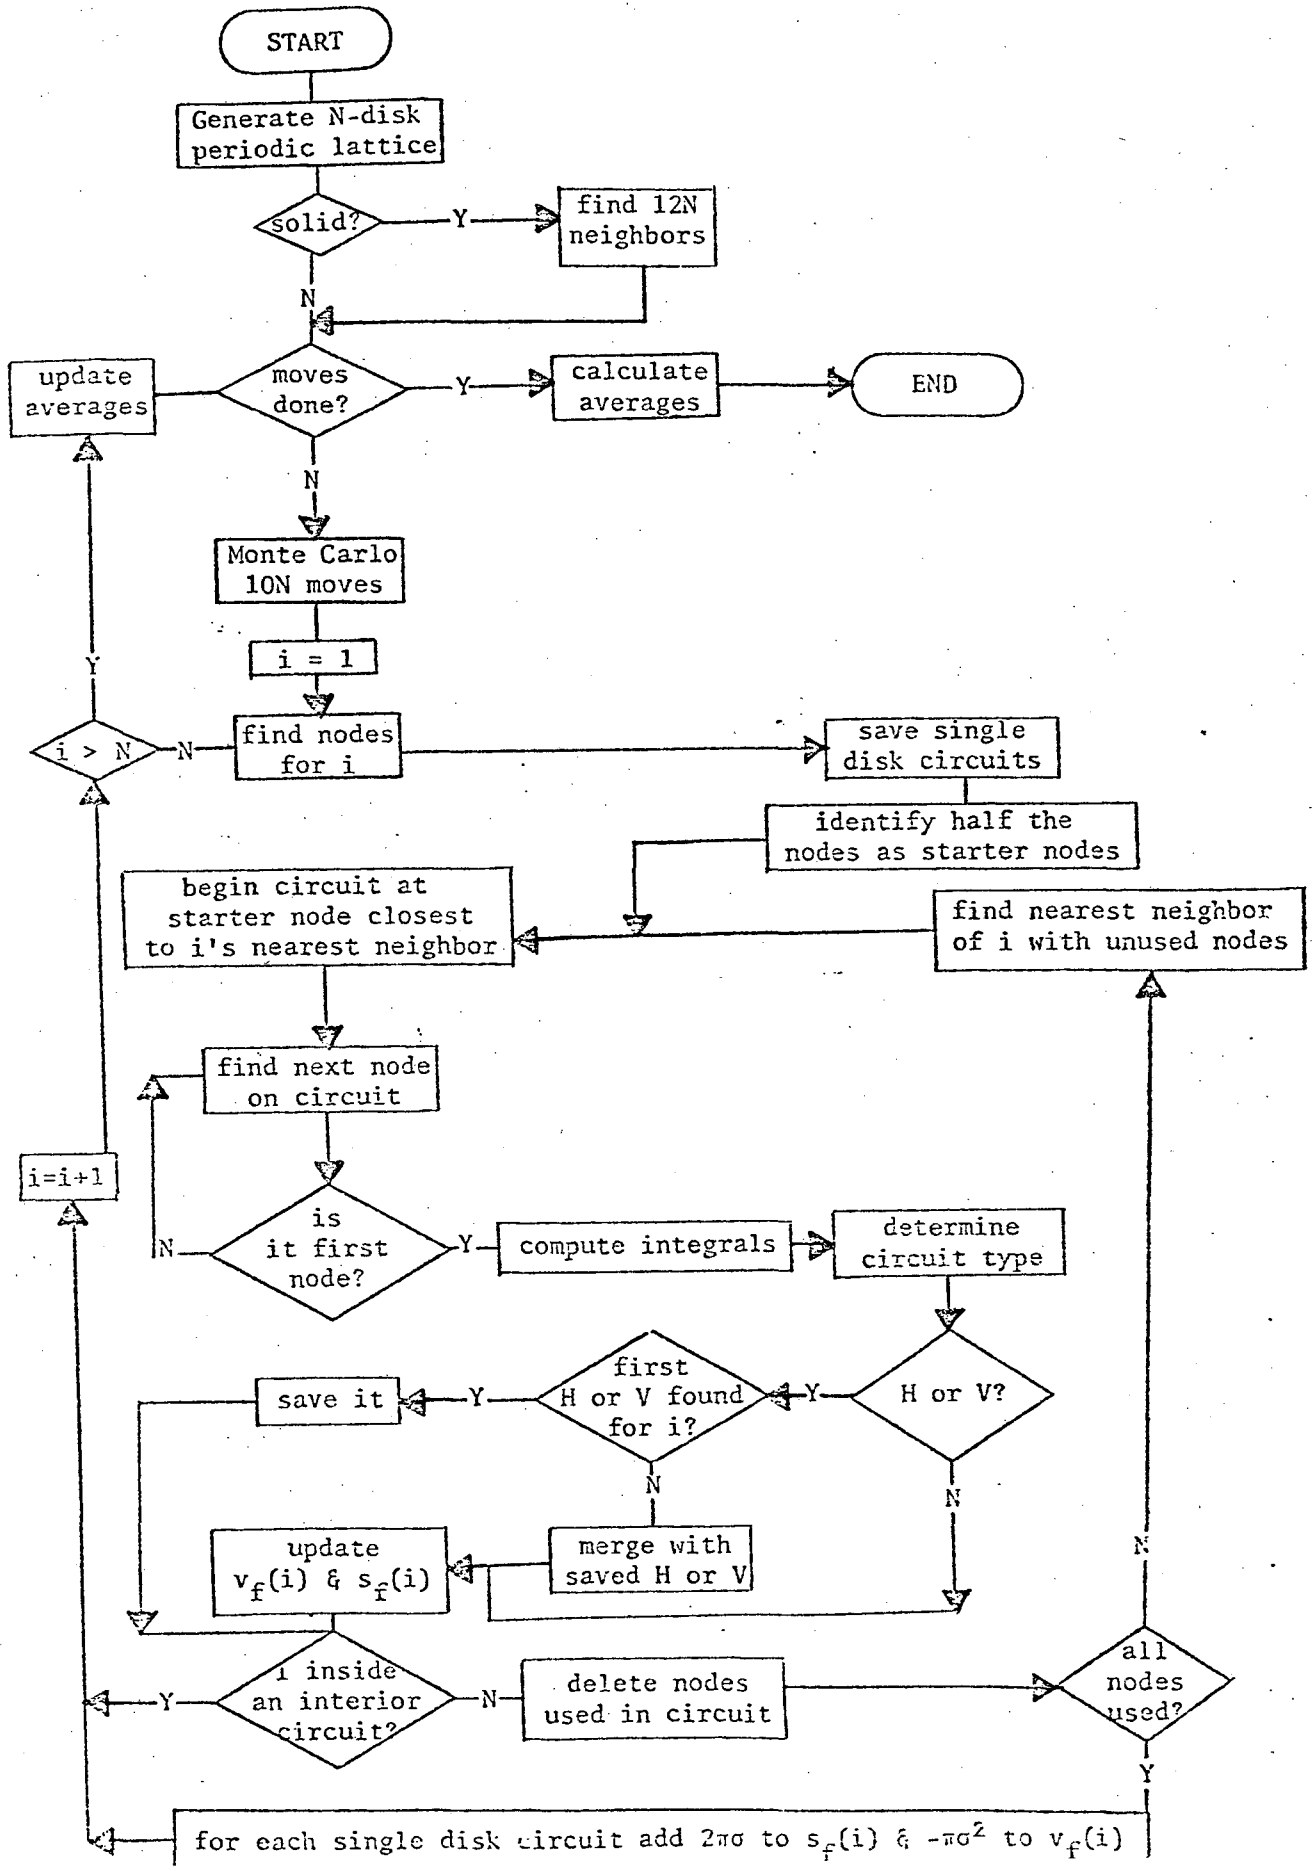 START
Generate N-disk
periodic lattice
solid?
Y
find 12N
neighbors
N
update
averages
moves
done?
Y
calculate
averages
END
N
Monte Carlo
10N moves
i = 1
Y
i > N
N
find nodes
for i
save single
disk circuits
identify half the
nodes as starter nodes
begin circuit at
starter node closest
to i's nearest neighbor
find nearest neighbor
of i with unused nodes
find next node
on circuit
i=i+1
is
it first
node?
N
Y
compute integrals
determine
circuit type
H or V?
Y
first
H or V found
for i?
Y
save it
N
N
merge with
saved H or V
update
v_f(i) & s_f(i)
N
i inside
an interior
circuit?
Y
N
delete nodes
used in circuit
all
nodes
used?
Y
for each single disk circuit add 2πσ to s_f(i) & -πσ² to v_f(i)